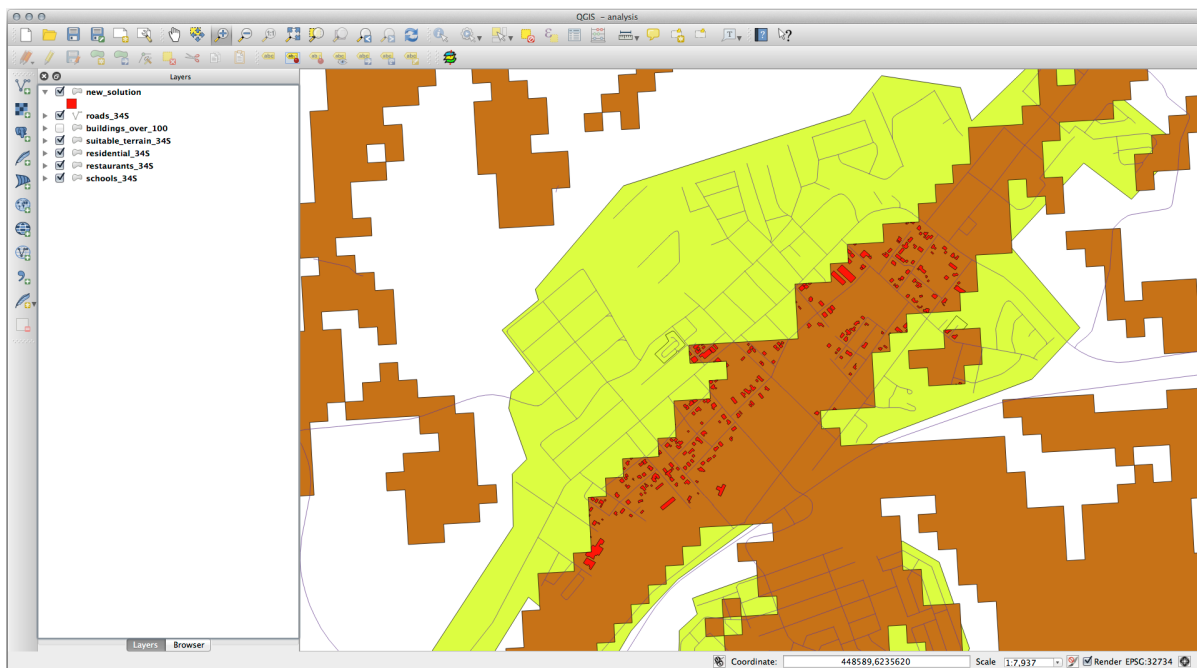 QGIS - analysis
Layers
new_solution
roads_34S
buildings_over_100
suitable_terrain_34S
residential_34S
restaurants_34S
schools_34S
Layers Browser
Coordinate: 448589,6235620 Scale 1:7,937 Render EPSG:32734